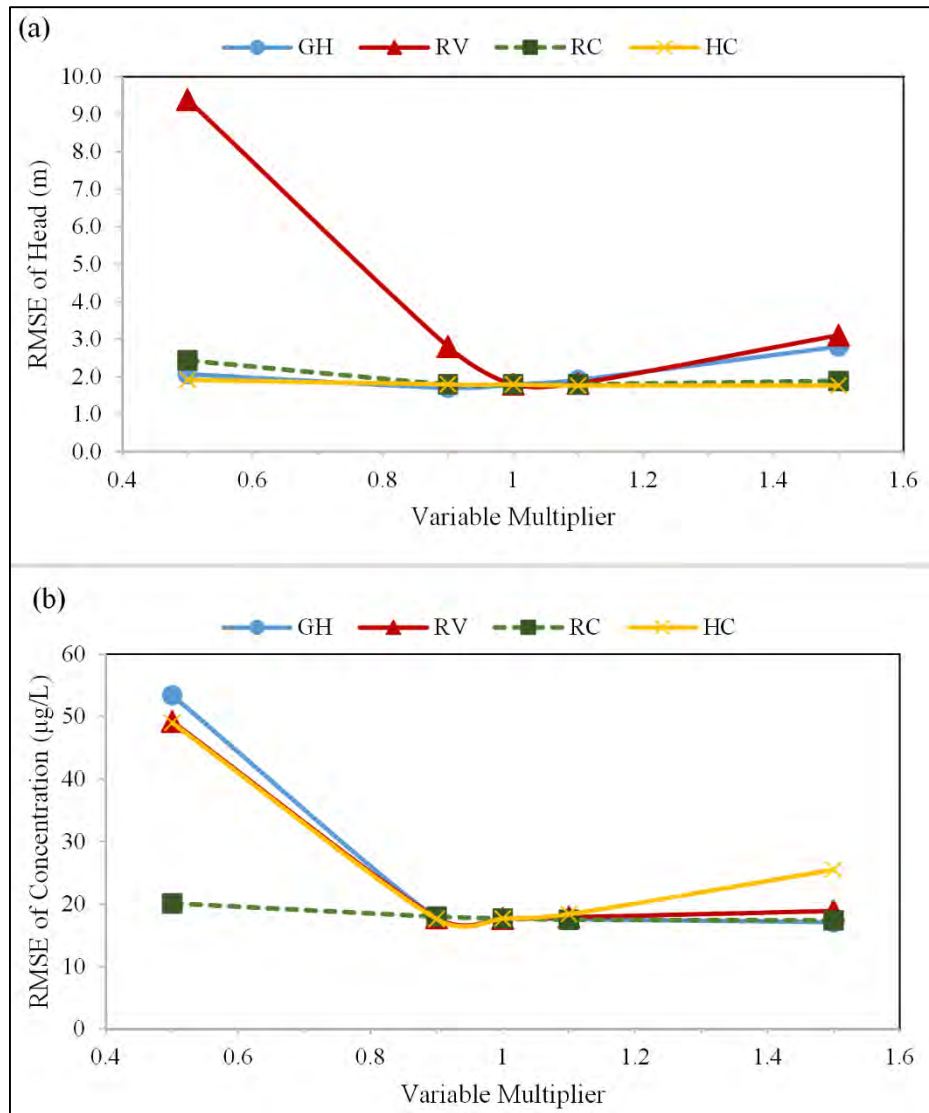 (a)
GH RV RC HC
10.0
9.0
8.0
7.0
6.0
5.0
4.0
3.0
2.0
1.0
0.0
RMSE of Head (m)
0.4 0.6 0.8 1 1.2 1.4 1.6
Variable Multiplier
(b)
GH RV RC HC
60
50
40
30
20
10
0
RMSE of Concentration (µg/L)
0.4 0.6 0.8 1 1.2 1.4 1.6
Variable Multiplier